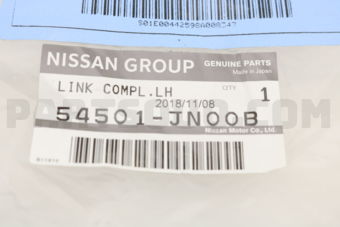 S01E00442598A008247
NISSAN GROUP GENUINE PARTS
Made in Japan
LINK COMPL.LH QTY 1
2018/11/08
54501-JN00B
Nissan Motor Co., Ltd.